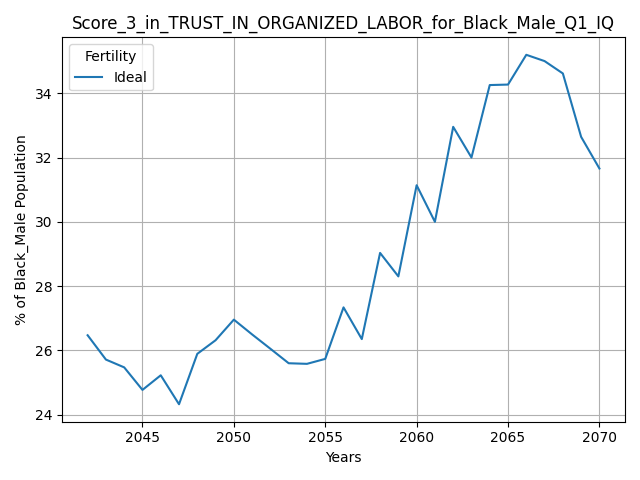 Score_3_in_TRUST_IN_ORGANIZED_LABOR_for_Black_Male_Q1_IQ
Fertility
Ideal
34
32
30
28
26
24
% of Black_Male Population
2045 2050 2055 2060 2065 2070
Years